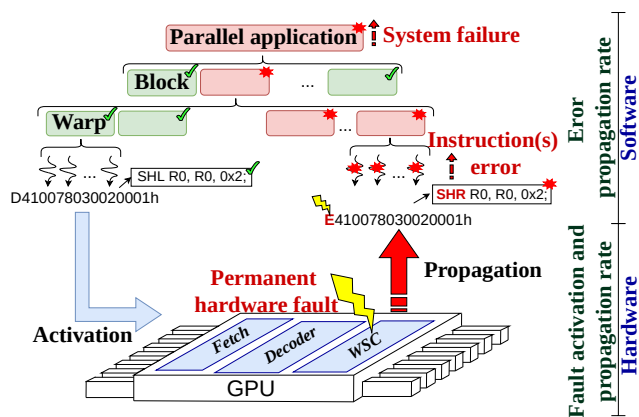 Parallel application
System failure
Block
...
Warp
...
Instruction(s)
error
...
...
SHL R0, R0, 0x2;
D410078030020001h
SHR R0, R0, 0x2;
E410078030020001h
Permanent
hardware fault
Propagation
Activation
Fetch
Decoder
WSC
GPU
Eror
propagation rate
Software
Fault activation and
propagation rate
Hardware